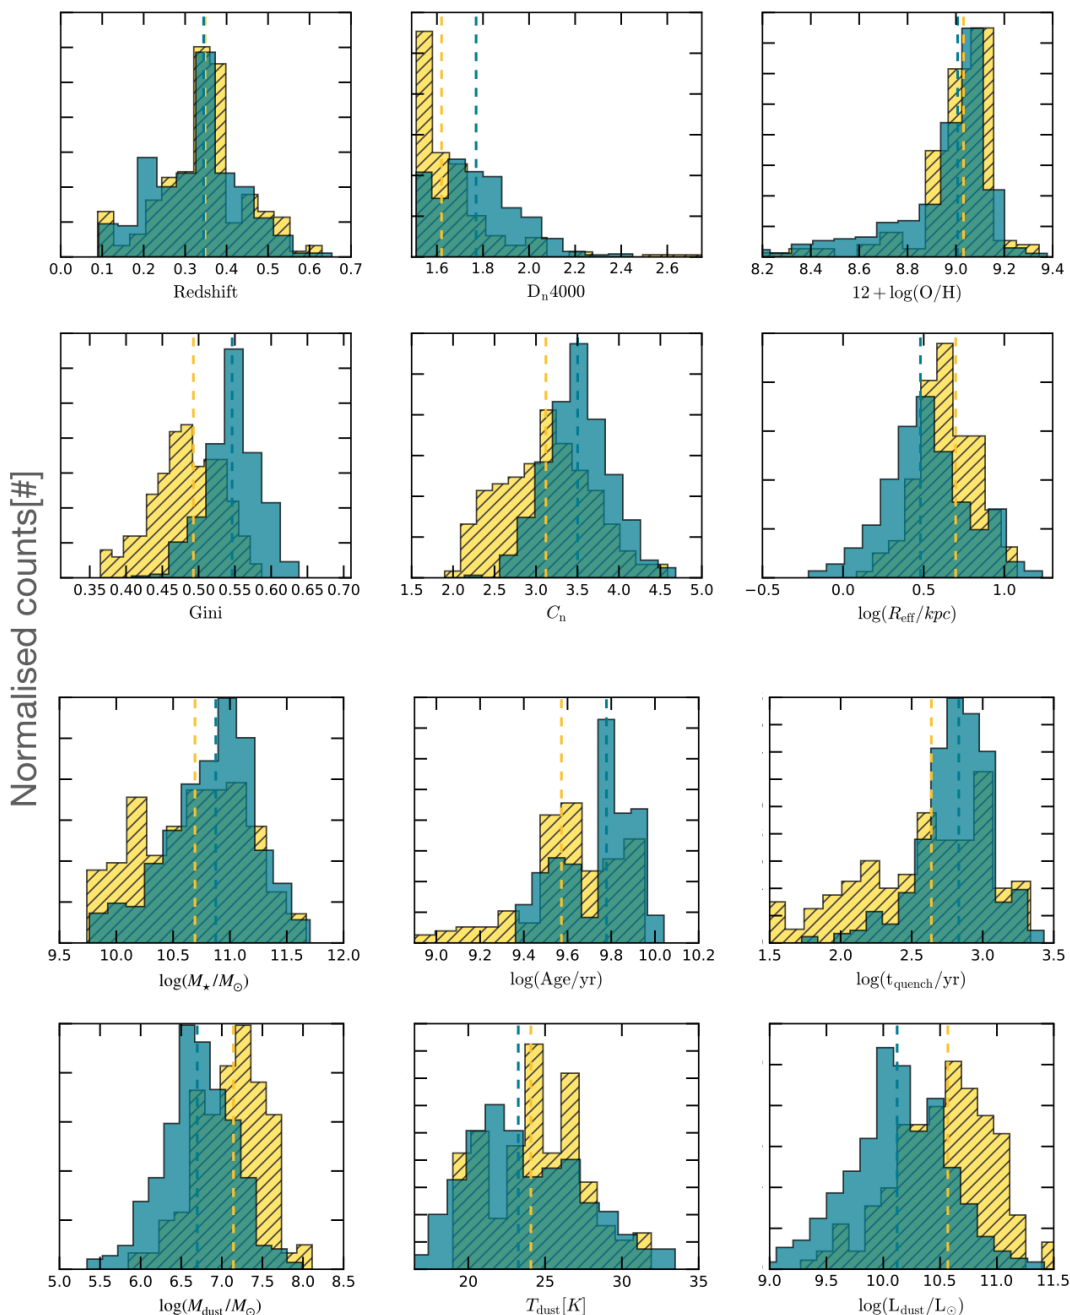 Normalised counts[#]
0.0 0.1 0.2 0.3 0.4 0.5 0.6 0.7
Redshift
1.6 1.8 2.0 2.2 2.4 2.6
Dₙ4000
8.2 8.4 8.6 8.8 9.0 9.2 9.4
12 + log(O/H)
0.35 0.40 0.45 0.50 0.55 0.60 0.65 0.70
Gini
1.5 2.0 2.5 3.0 3.5 4.0 4.5 5.0
Cₙ
−0.5 0.0 0.5 1.0
log(R_eff/kpc)
9.5 10.0 10.5 11.0 11.5 12.0
log(M★/M⊙)
9.0 9.2 9.4 9.6 9.8 10.0 10.2
log(Age/yr)
1.5 2.0 2.5 3.0 3.5
log(t_quench/yr)
5.0 5.5 6.0 6.5 7.0 7.5 8.0 8.5
log(M_dust/M⊙)
20 25 30 35
T_dust[K]
9.0 9.5 10.0 10.5 11.0 11.5
log(L_dust/L⊙)